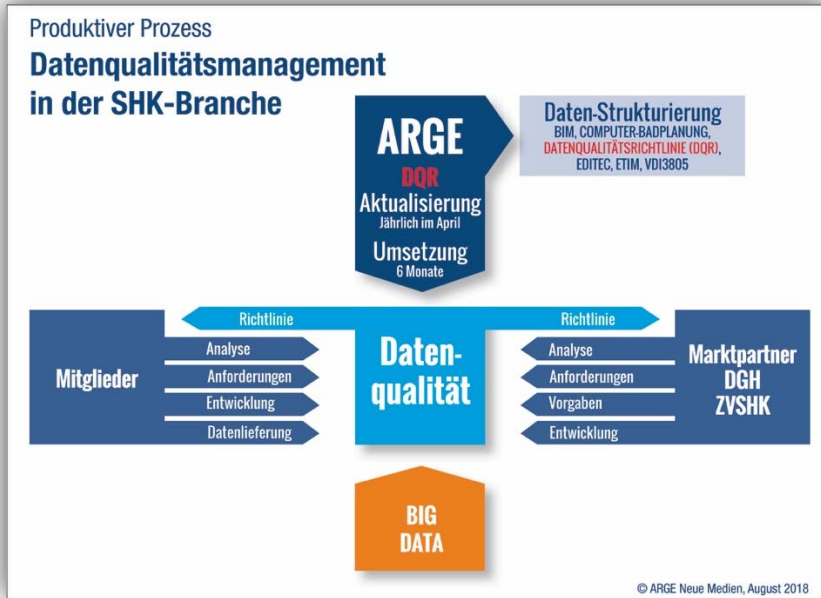 Produktiver Prozess
Datenqualitätsmanagement
in der SHK-Branche
ARGE
DQR
Aktualisierung
Jährlich im April
Umsetzung
6 Monate
Daten-Strukturierung
BIM, COMPUTER-BADPLANUNG,
DATENQUALITÄTSRICHTLINIE (DQR),
EDITEC, ETIM, VDI3805
Mitglieder
Richtlinie
Analyse
Anforderungen
Entwicklung
Datenlieferung
Daten-
qualität
Richtlinie
Analyse
Anforderungen
Vorgaben
Entwicklung
Marktpartner
DGH
ZVSHK
BIG
DATA
© ARGE Neue Medien, August 2018